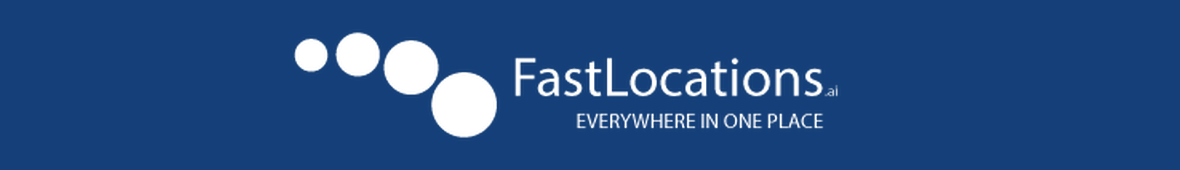 FastLocations.ai
EVERYWHERE IN ONE PLACE